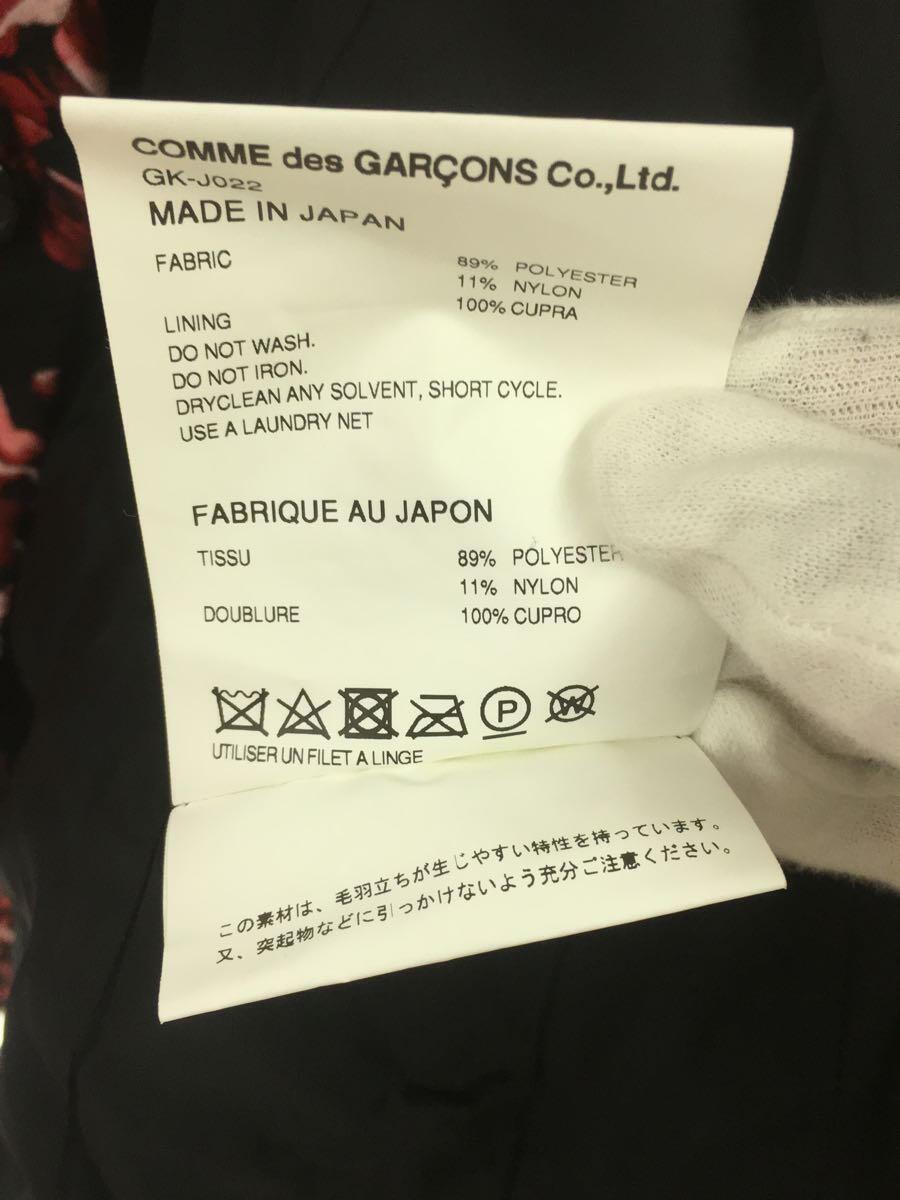 COMME des GARÇONS Co.,Ltd.
GK-J022
MADE IN JAPAN
FABRIC 89% POLYESTER
11% NYLON
LINING 100% CUPRA
DO NOT WASH.
DO NOT IRON.
DRYCLEAN ANY SOLVENT, SHORT CYCLE.
USE A LAUNDRY NET
FABRIQUE AU JAPON
TISSU 89% POLYESTER
11% NYLON
DOUBLURE 100% CUPRO
P W
UTILISER UN FILET A LINGE
この素材は、毛羽立ちが生じやすい特性を持っています。
又、突起物などに引っかけないよう充分ご注意ください。